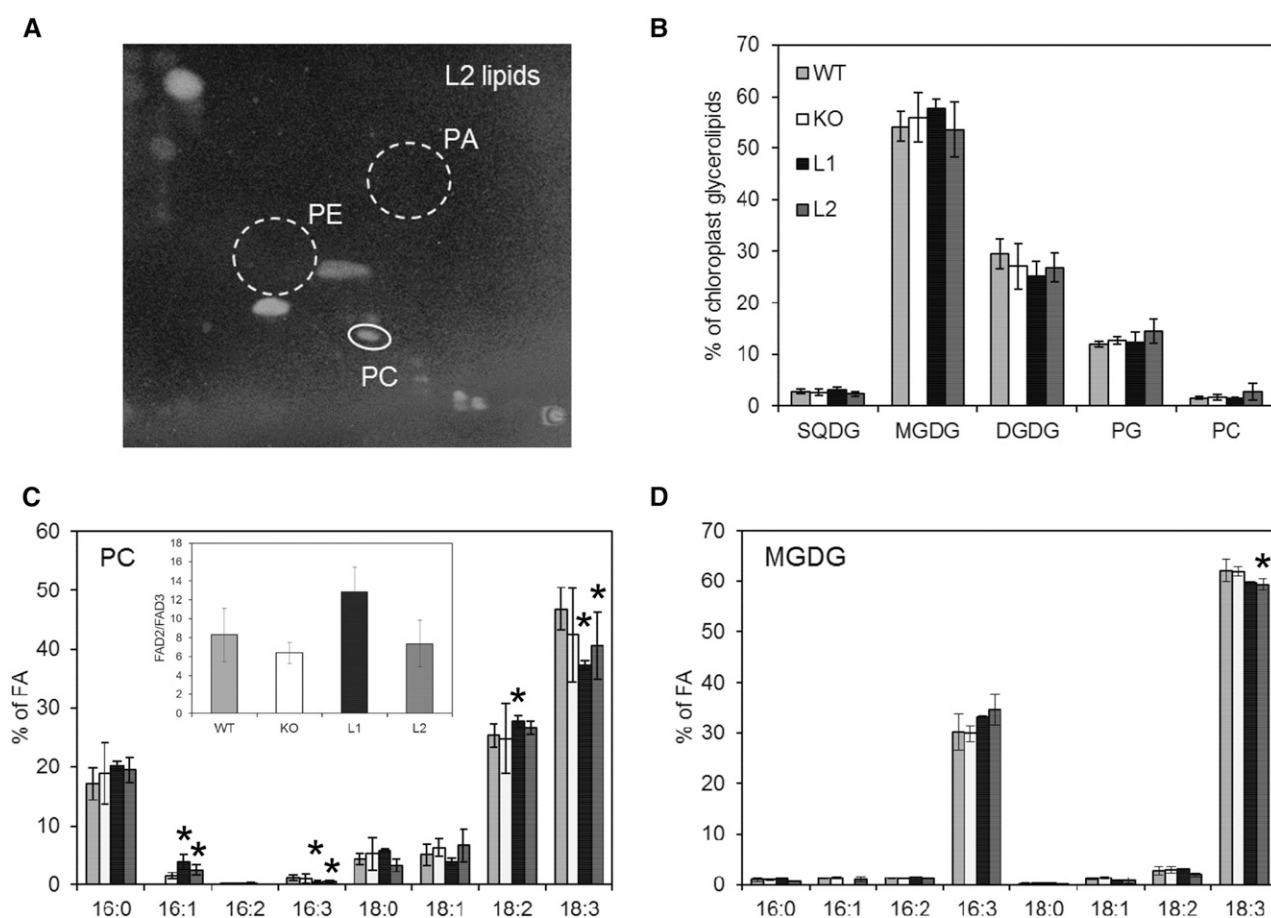 A
L2 lipids
PA
PE
PC
B
% of chloroplast glycerolipids
70
60
50
40
30
20
10
0
WT
KO
L1
L2
SQDG MGDG DGDG PG PC
C
% of FA
60
50
40
30
20
10
0
PC
FAD2/FAD3
18
16
14
12
10
8
6
4
2
0
WT KO L1 L2
* * * * * * *
16:0 16:1 16:2 16:3 18:0 18:1 18:2 18:3
D
% of FA
70
60
50
40
30
20
10
0
MGDG
*
16:0 16:1 16:2 16:3 18:0 18:1 18:2 18:3